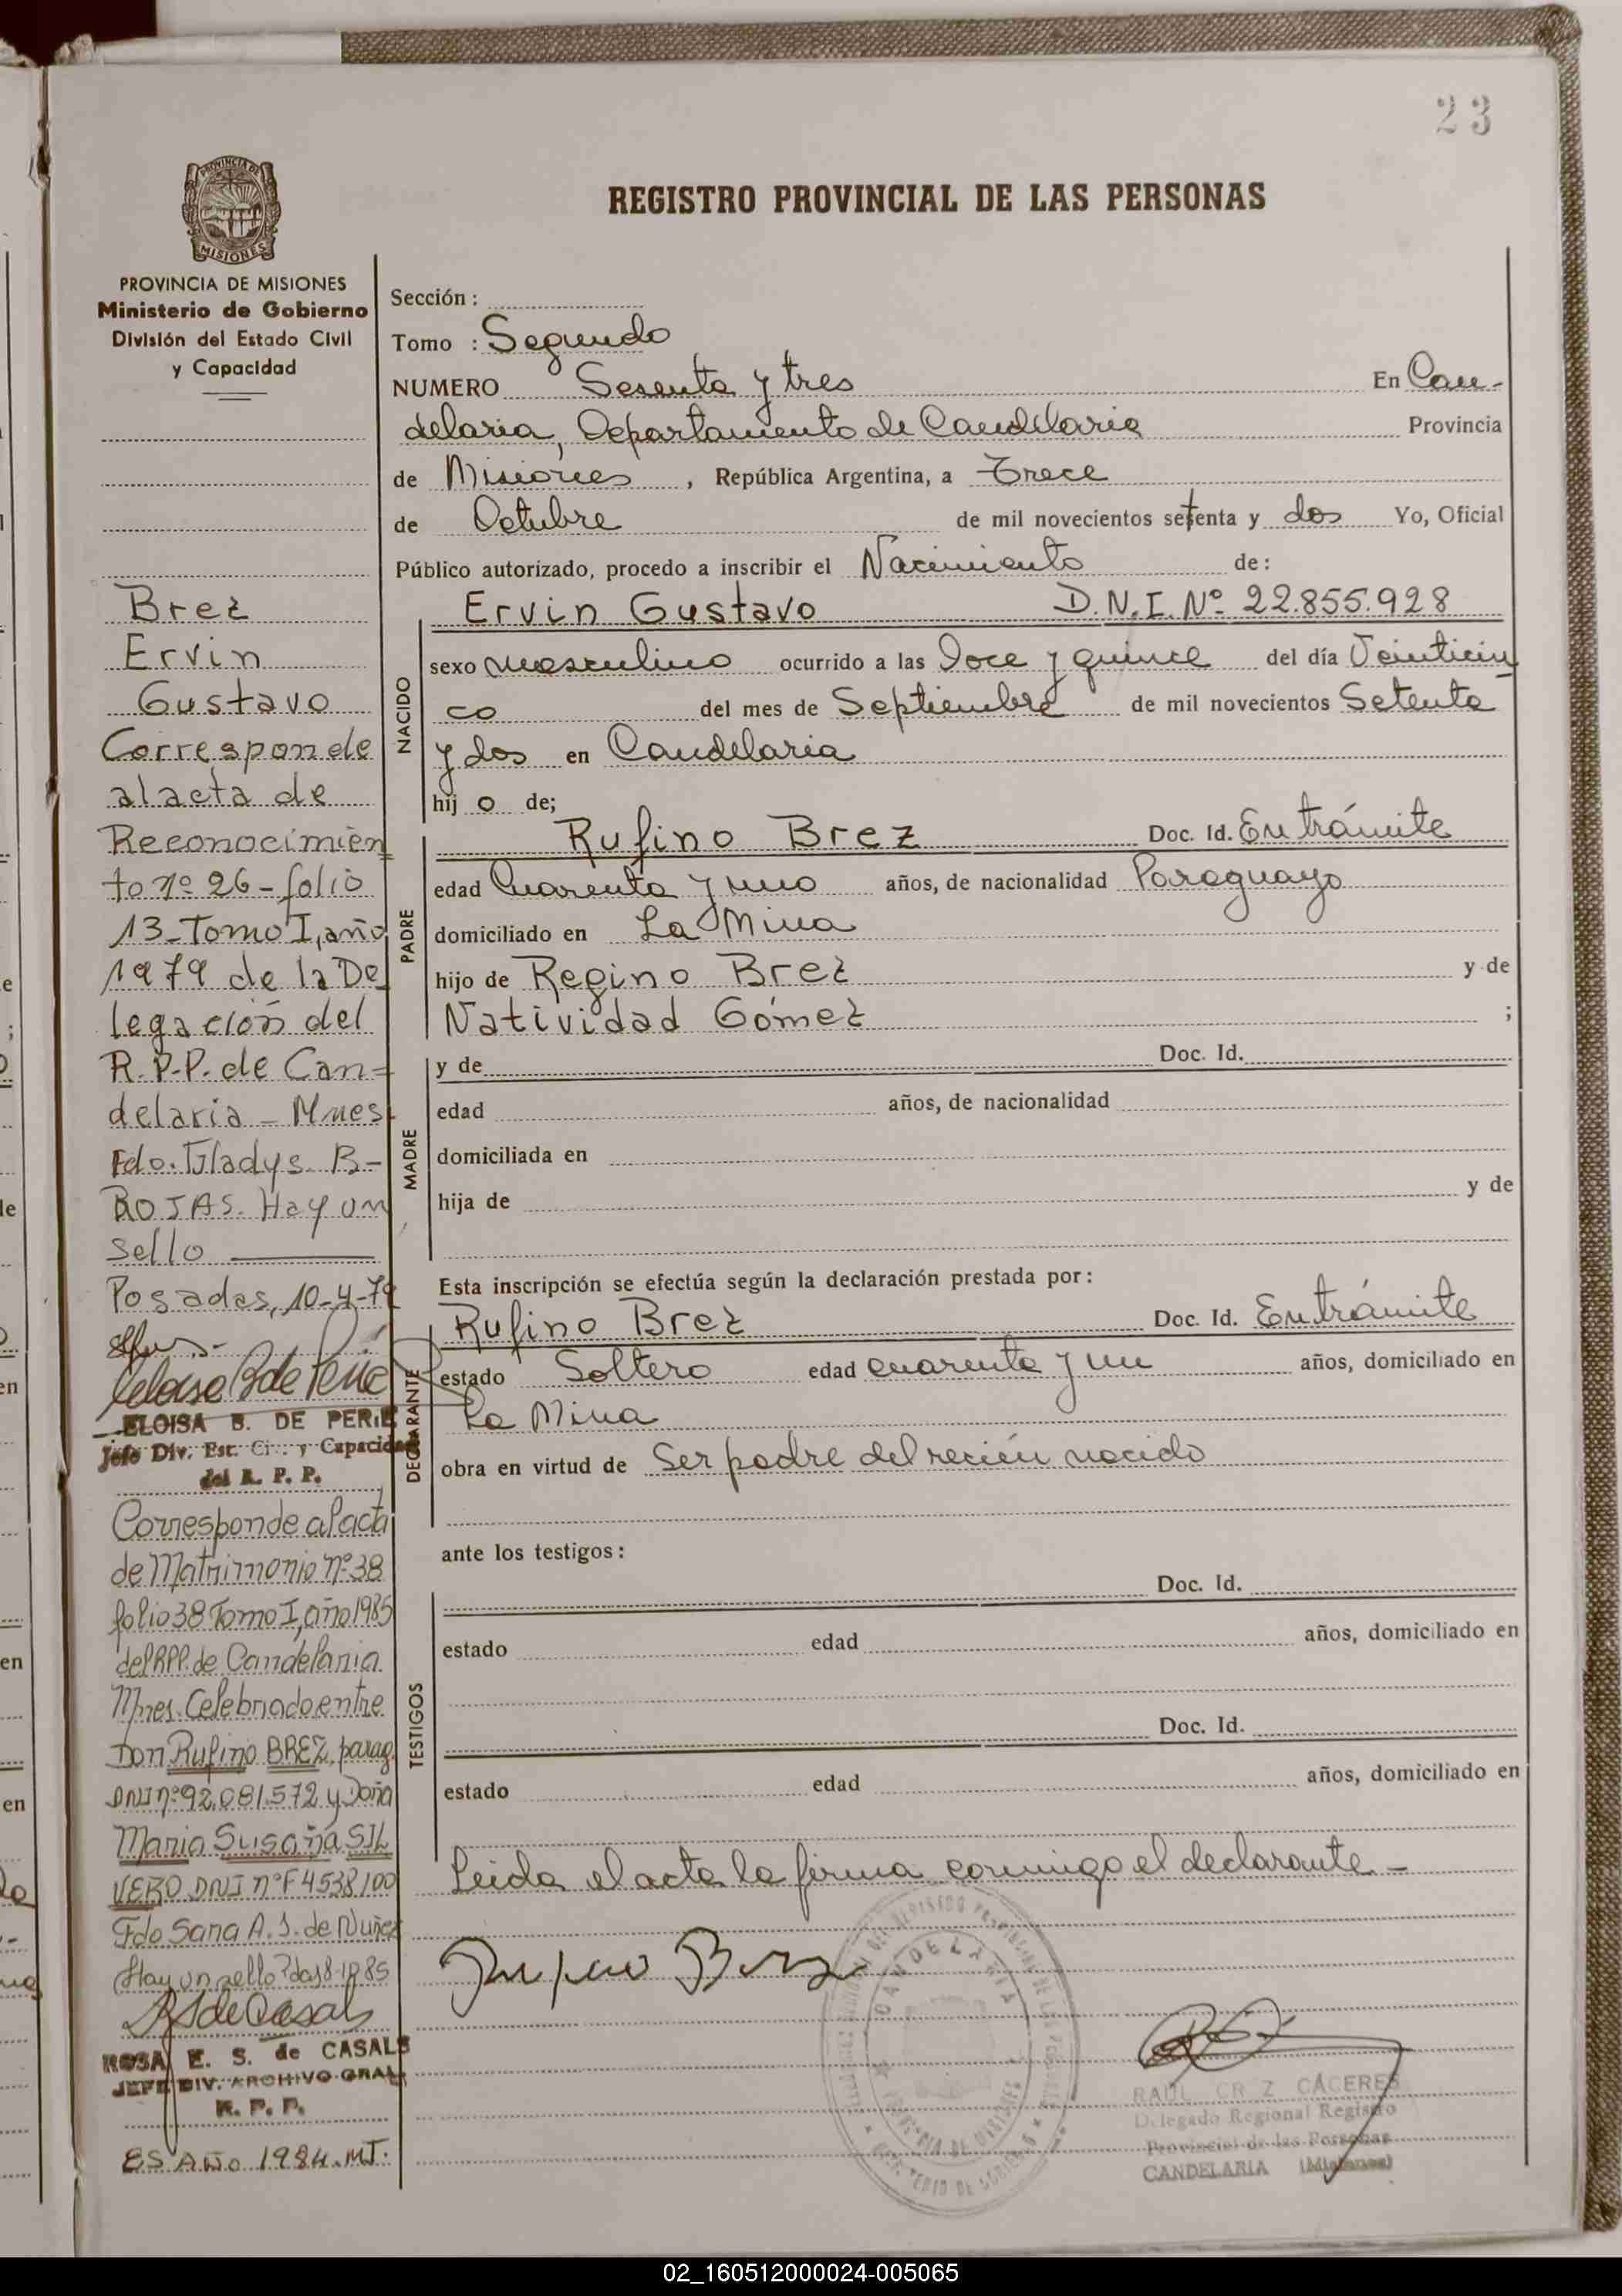 23
PROVINCIA DE
MISIONES
REGISTRO PROVINCIAL DE LAS PERSONAS
PROVINCIA DE MISIONES
Ministerio de Gobierno
División del Estado Civil
y Capacidad
Sección :
Tomo : Segundo
NUMERO Sesenta y tres En Can-
delaria, Departamento de Candelaria Provincia
de Misiones , República Argentina, a Trece
de Octubre de mil novecientos setenta y dos Yo, Oficial
Público autorizado, procedo a inscribir el Nacimiento de:
Ervin Gustavo D.N.I. Nº 22.855.928
NACIDO
sexo masculino ocurrido a las Doce y quince del día Veinticin
co del mes de Septiembre de mil novecientos Setenta
y dos en Candelaria
hij o de;
PADRE
Rufino Brez Doc. Id. En trámite
edad Cuarenta y uno años, de nacionalidad Paraguayo
domiciliado en La Mina
hijo de Regino Brez y de
Natividad Gómez ;
MADRE
y de Doc. Id.
edad años, de nacionalidad
domiciliada en
hija de y de
Esta inscripción se efectúa según la declaración prestada por:
DECLARANTE
Rufino Brez Doc. Id. En trámite
estado Soltero edad cuarenta y un años, domiciliado en
La Mina
obra en virtud de Ser padre del recién nacido
ante los testigos:
TESTIGOS
Doc. Id.
estado edad años, domiciliado en
Doc. Id.
estado edad años, domiciliado en
Leida el acta la firma conmigo el declarante -
CANDELARIA
RAUL CRUZ CACERES
Delegado Regional Registro
Provincial de las Personas
CANDELARIA (Misiones)
Brez
Ervin
Gustavo
Corresponde
al acta de
Reconocimien
to nº 26 - folio
13 - Tomo I, año
1979 de la De
legación del
R.P.P. de Can-
delaria - Mnes
Fdo. Gladys B-
ROJAS. Hay un
sello
Posadas, 10-4-79
ELOISA B. DE PERIE
Jefe Div. Est. Ci . y Capacidad
del R. P. P.
Corresponde al acta
de Matrimonio nº 38
folio 38 Tomo I, año 1985
del RPP. de Candelaria
Mnes. Celebrado entre
Don Rufino BREZ, parag.
DNI nº 92.081.572 y Doña
Maria Susana SIL
VERO DNI nº F 4538100
Fdo Sara A. S. de Nuñez
Hay un sello
ROSA E. S. de CASALS
JEFE DIV. ARCHIVO GRAL
R. P. P.
ES AÑO 1984. MJ.
02_160512000024-005065